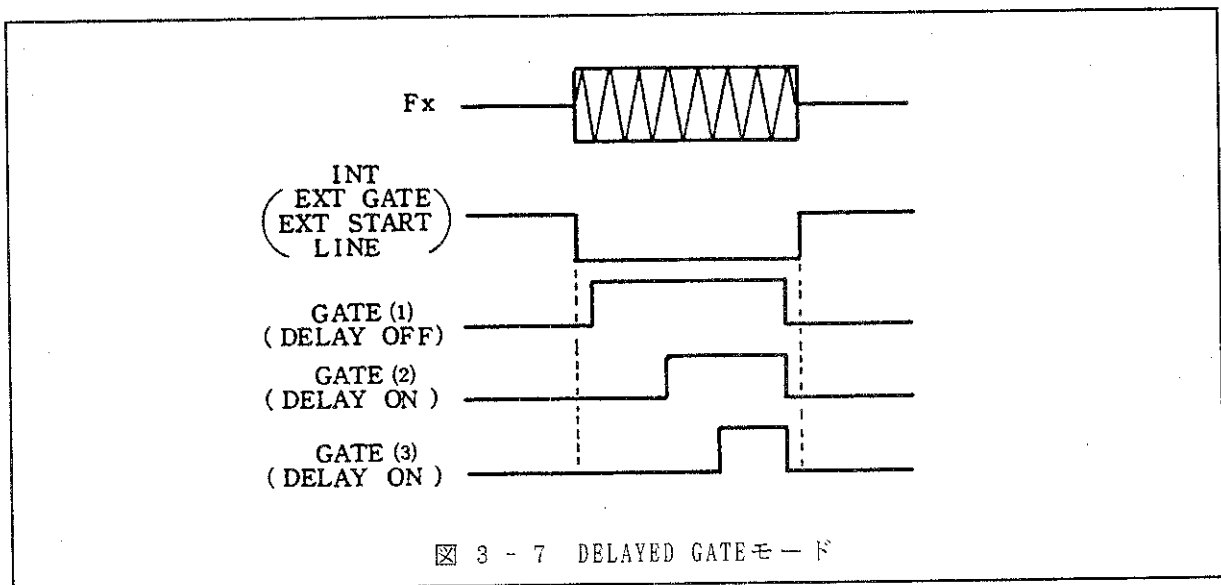 Fx
INT
EXT GATE
EXT START
LINE
GATE (1)
( DELAY OFF)
GATE (2)
( DELAY ON )
GATE (3)
( DELAY ON )
図 3 - 7 DELAYED GATEモード